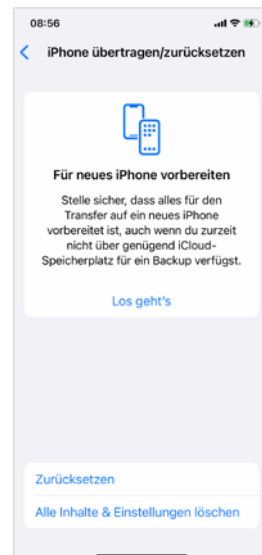 08:56
iPhone übertragen/zurücksetzen
Für neues iPhone vorbereiten
Stelle sicher, dass alles für den
Transfer auf ein neues iPhone
vorbereitet ist, auch wenn du zurzeit
nicht über genügend iCloud-
Speicherplatz für ein Backup verfügst.
Los geht's
Zurücksetzen
Alle Inhalte & Einstellungen löschen